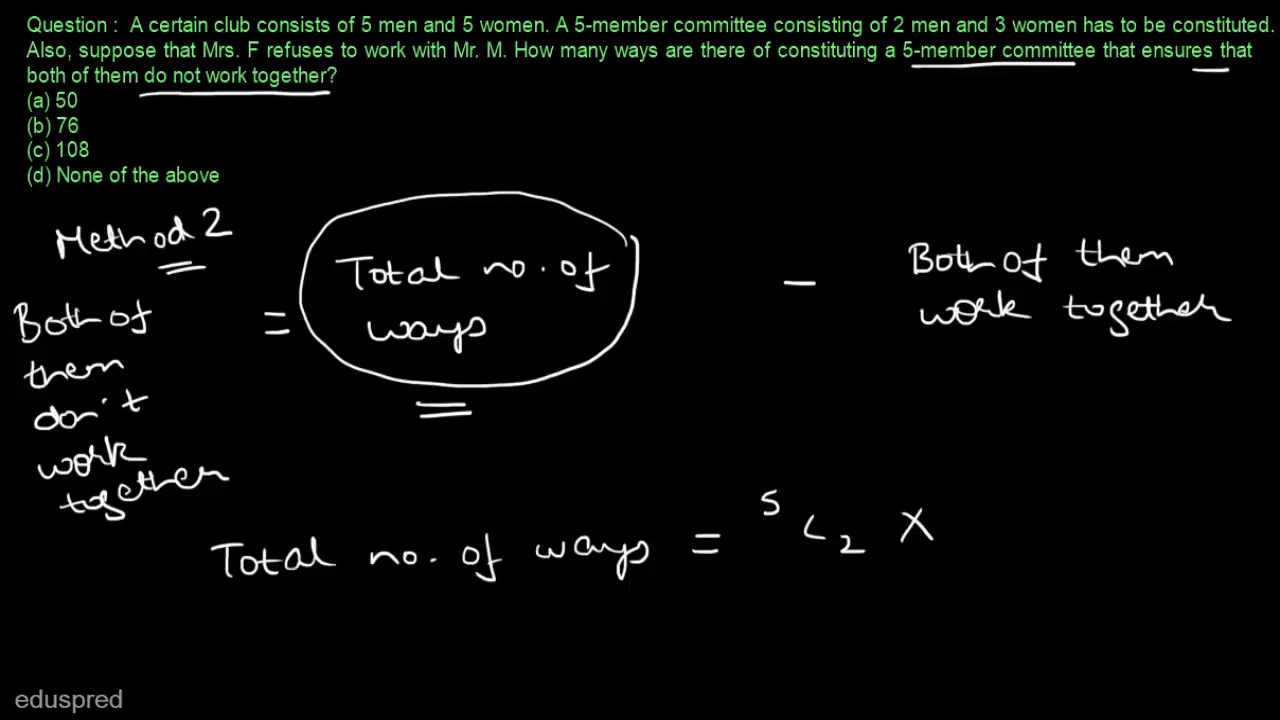 Question : A certain club consists of 5 men and 5 women. A 5-member committee consisting of 2 men and 3 women has to be constituted.
Also, suppose that Mrs. F refuses to work with Mr. M. How many ways are there of constituting a 5-member committee that ensures that
both of them do not work together?
(a) 50
(b) 76
(c) 108
(d) None of the above
Method 2
Both of
them
don't
work
together
=
Total no. of
ways
-
Both of them
work together
Total no. of ways = ⁵C₂ X
eduspred